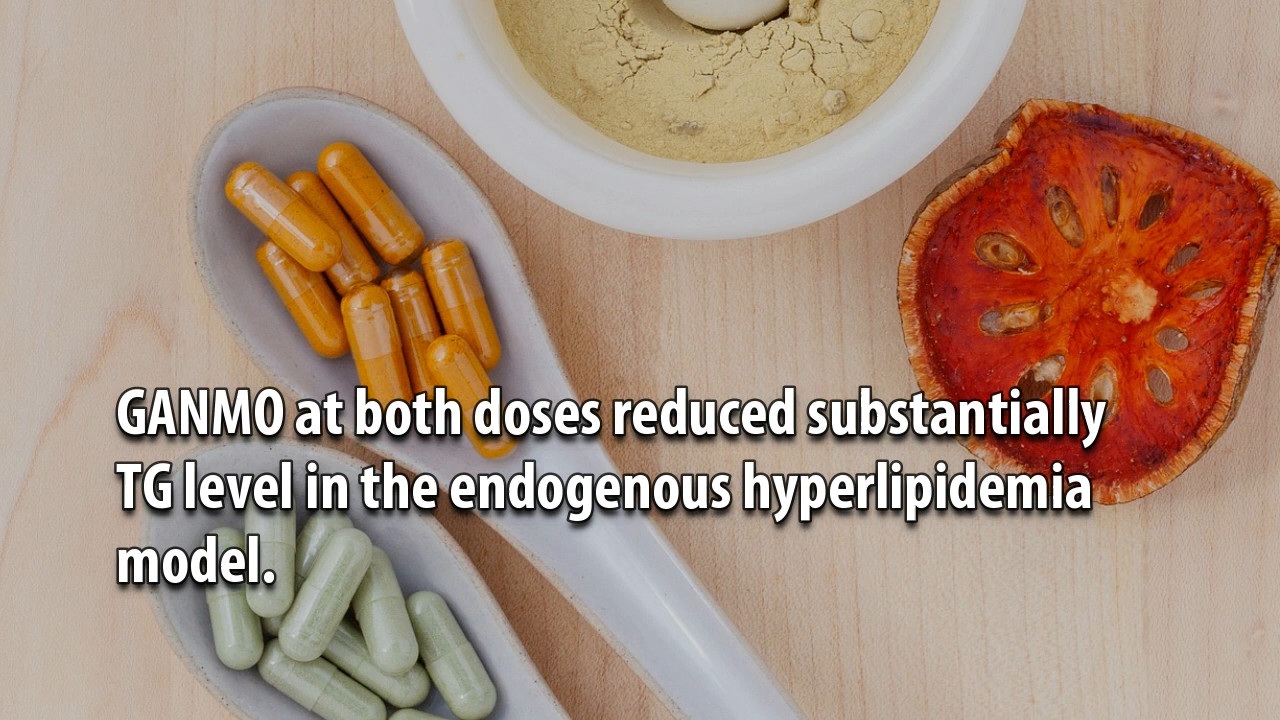 GANMO at both doses reduced substantially
TG level in the endogenous hyperlipidemia
model.